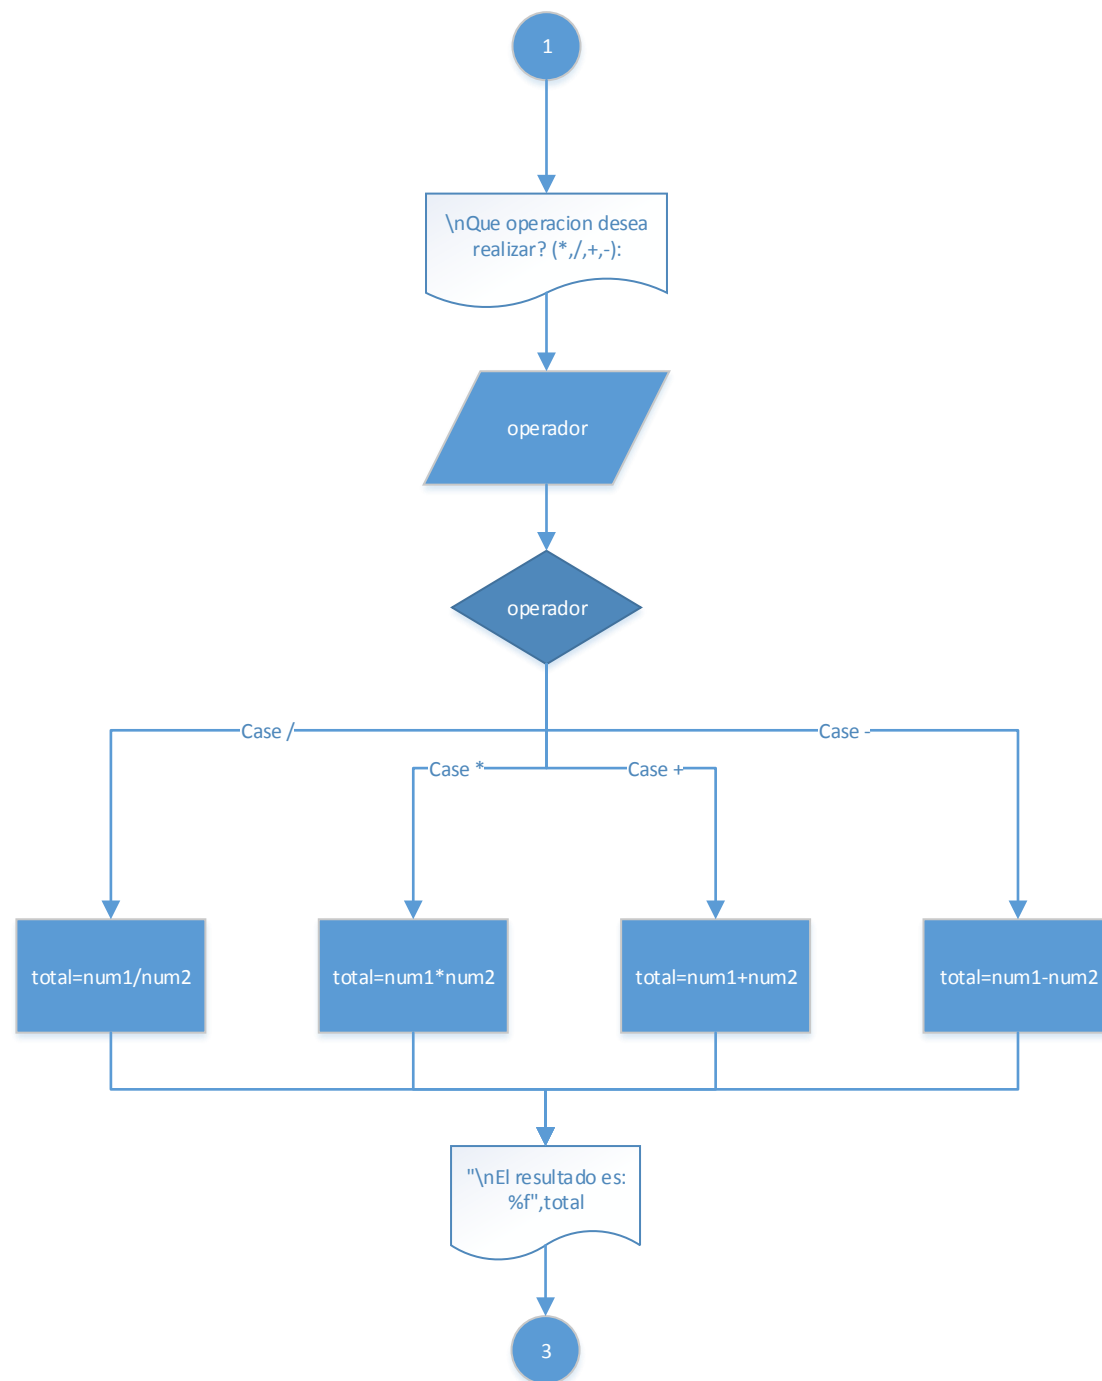 1
\nQue operacion desea
realizar? (*,/,+,-):
operador
operador
Case /
Case -
Case *
Case +
total=num1/num2
total=num1*num2
total=num1+num2
total=num1-num2
"\nEl resultado es:
%f",total
3